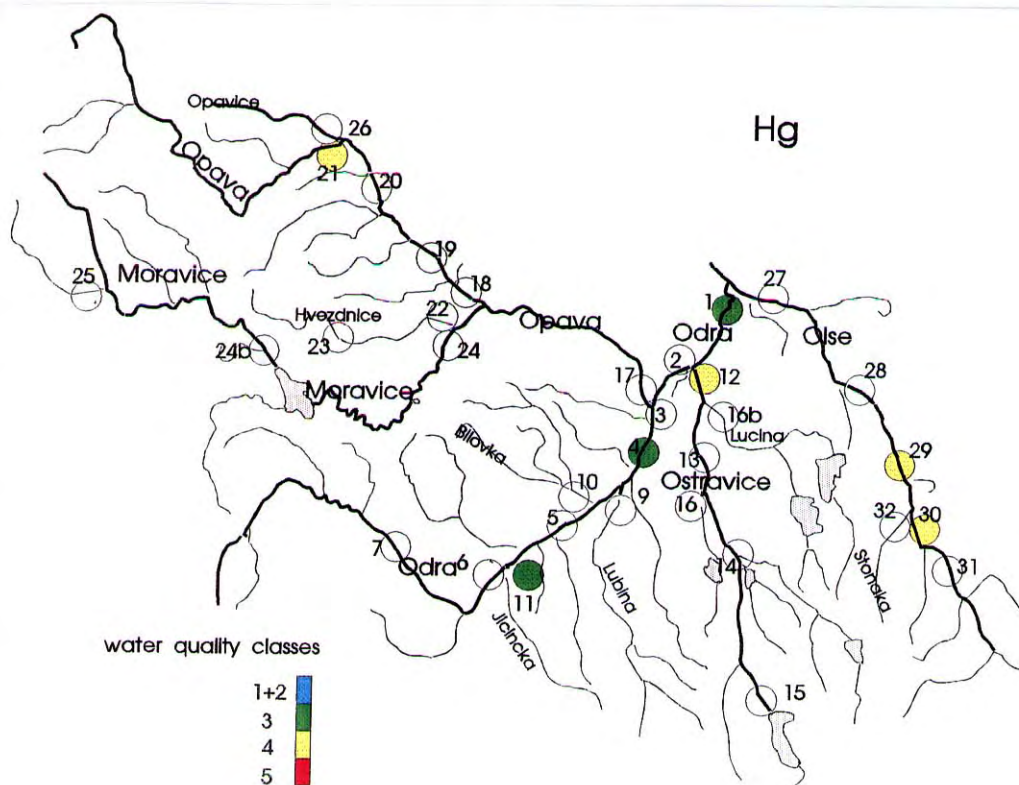 Opavice
26
Hg
Opava
21
20
19
27
25
Moravice
18
1
Hvezdnice
22
Opava
Odra
Olse
23
24
24b
2
12
28
Moravice
17
3
16b
Lucina
Bilovka
4
13
29
Ostravice
10
9
16
5
32
30
7
Odra
6
14
31
11
Lubina
Stonaka
Jicincka
water quality classes
15
1+2
3
4
5